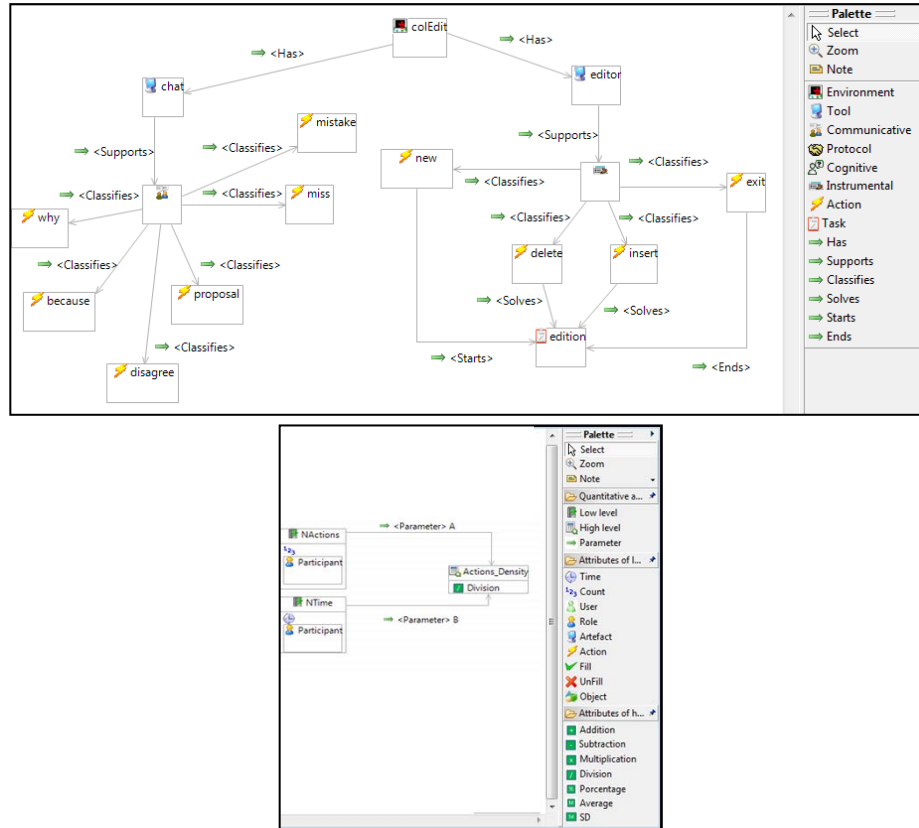 colEdit
<Has>
<Has>
chat
editor
<Supports>
<Classifies>
mistake
<Supports>
new
<Classifies>
exit
<Classifies>
<Classifies>
<Classifies>
miss
why
<Classifies>
<Classifies>
<Classifies>
delete
insert
because
proposal
<Solves>
<Solves>
edition
<Classifies>
<Starts>
<Ends>
disagree
Palette
Select
Zoom
Note
Environment
Tool
Communicative
Protocol
Cognitive
Instrumental
Action
Task
Has
Supports
Classifies
Solves
Starts
Ends
NActions
123
Participant
<Parameter> A
Actions_Density
Division
NTime
Participant
<Parameter> B
Palette
Select
Zoom
Note
Quantitative a...
Low level
High level
Parameter
Attributes of l...
Time
123 Count
User
Role
Artefact
Action
Fill
UnFill
Object
Attributes of h...
Addition
Subtraction
Multiplication
Division
Percentage
Average
SD